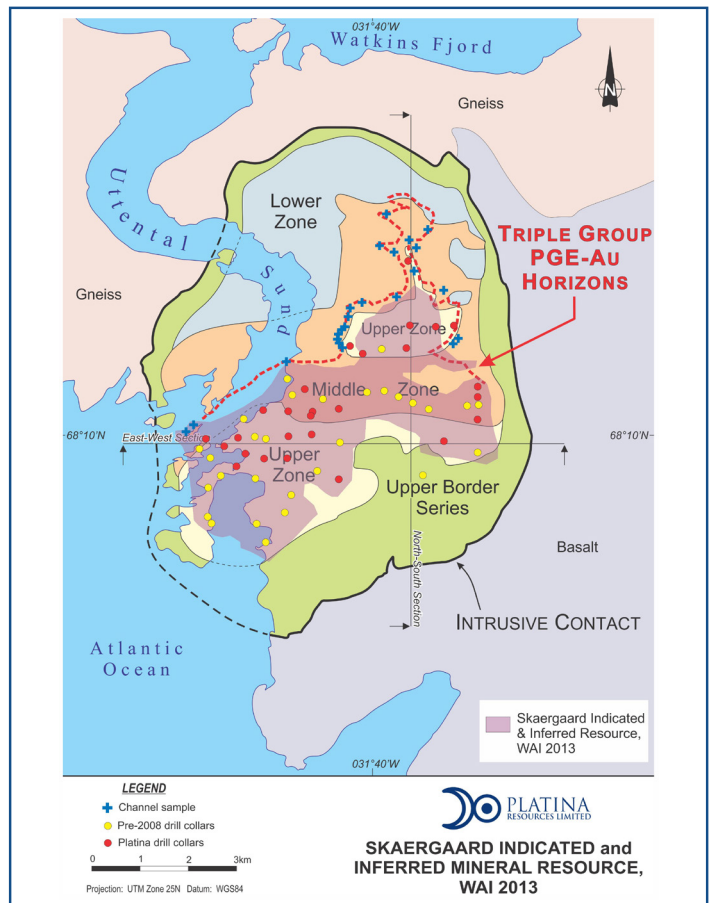 031°40'W
Watkins Fjord
N
Gneiss
Uttental Sund
Lower
Zone
TRIPLE GROUP
PGE-AU
HORIZONS
Gneiss
Upper Zone
Middle Zone
68°10'N
East-West Section
68°10'N
Upper
Zone
Upper Border
Series
North-South Section
Basalt
INTRUSIVE CONTACT
Atlantic
Ocean
Skaergaard Indicated
& Inferred Resource,
WAI 2013
031°40'W
LEGEND
Channel sample
Pre-2008 drill collars
Platina drill collars
0 1 2 3km
Projection: UTM Zone 25N Datum: WGS84
PLATINA
RESOURCES LIMITED
SKAERGAARD INDICATED and
INFERRED MINERAL RESOURCE,
WAI 2013